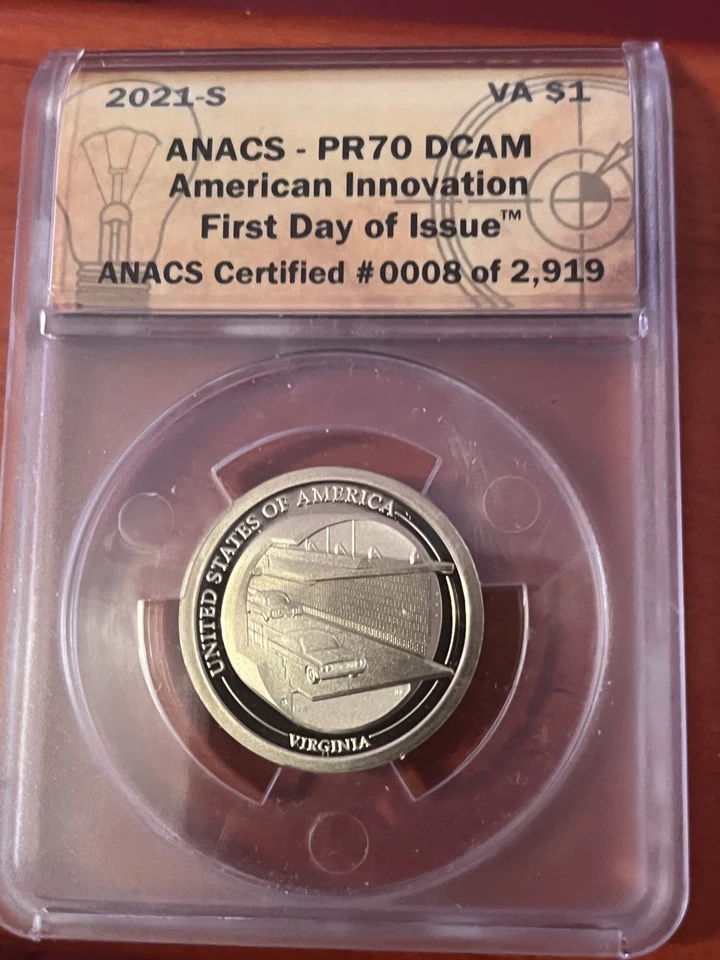 2021-S VA $1
ANACS - PR70 DCAM
American Innovation
First Day of Issue™
ANACS Certified #0008 of 2,919
UNITED STATES OF AMERICA
VIRGINIA